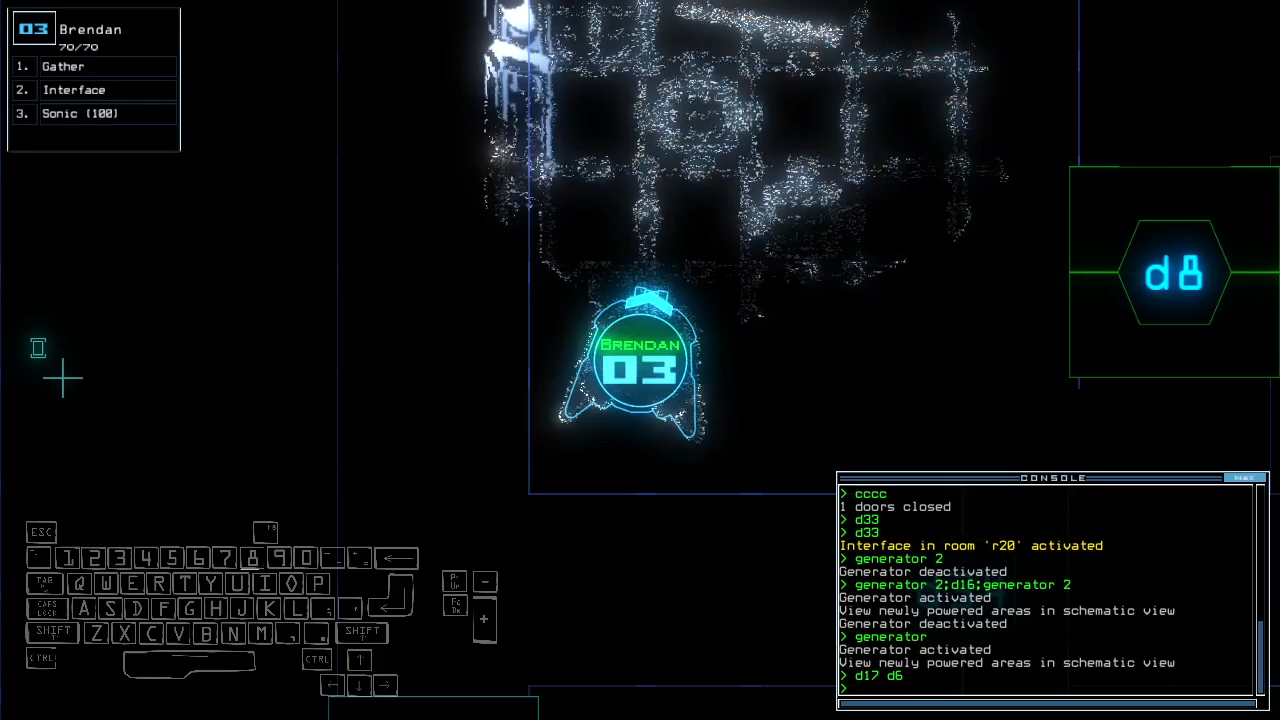 03 Brendan
70/70
1. Gather
2. Interface
3. Sonic (100)
d8
BRENDAN
03
CONSOLE
MAX
> cccc
1 doors closed
> d33
> d33
Interface in room 'r20' activated
> generator 2
Generator deactivated
> generator 2;d16;generator 2
Generator activated
View newly powered areas in schematic view
Generator deactivated
> generator
Generator activated
View newly powered areas in schematic view
> d17 d6
>
ESC
1 2 3 4 5 6 7 8 9 0
TAB Q W E R T Y U I O P
CAPS LOCK A S D F G H J K L ; '
SHIFT Z X C V B N M , . SHIFT
CTRL CTRL